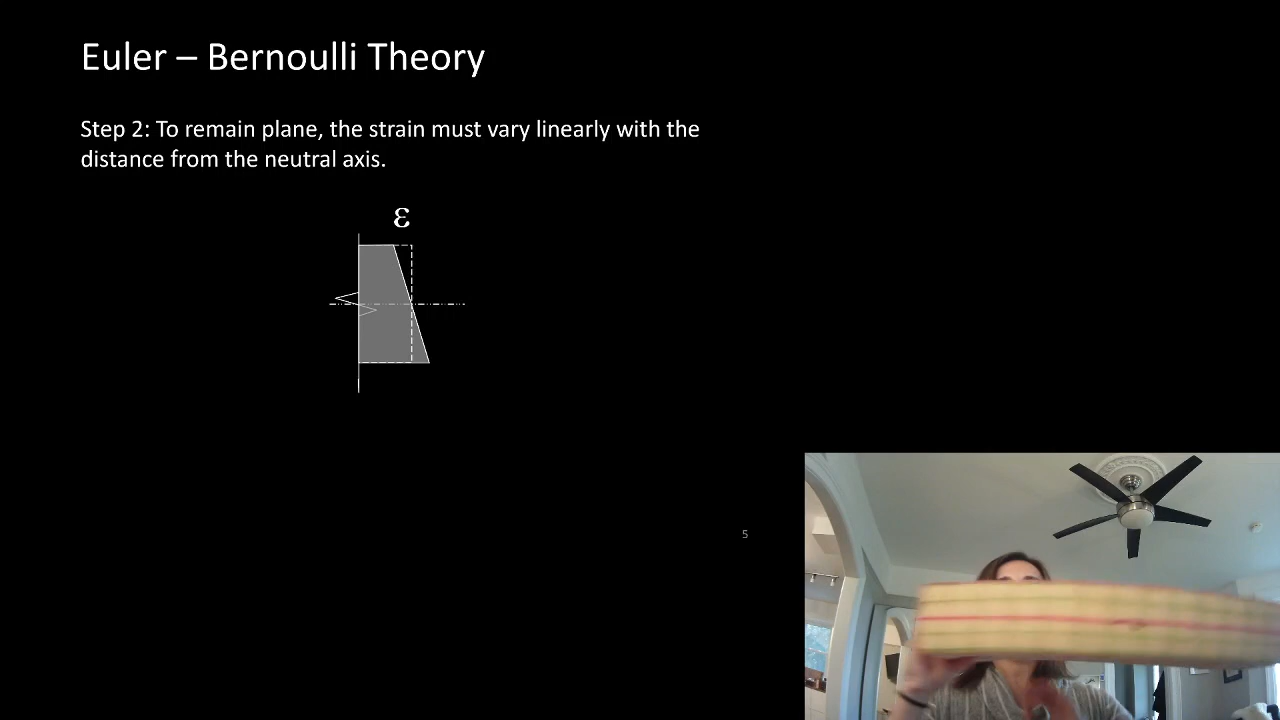 Euler – Bernoulli Theory
Step 2: To remain plane, the strain must vary linearly with the
distance from the neutral axis.
ε
5